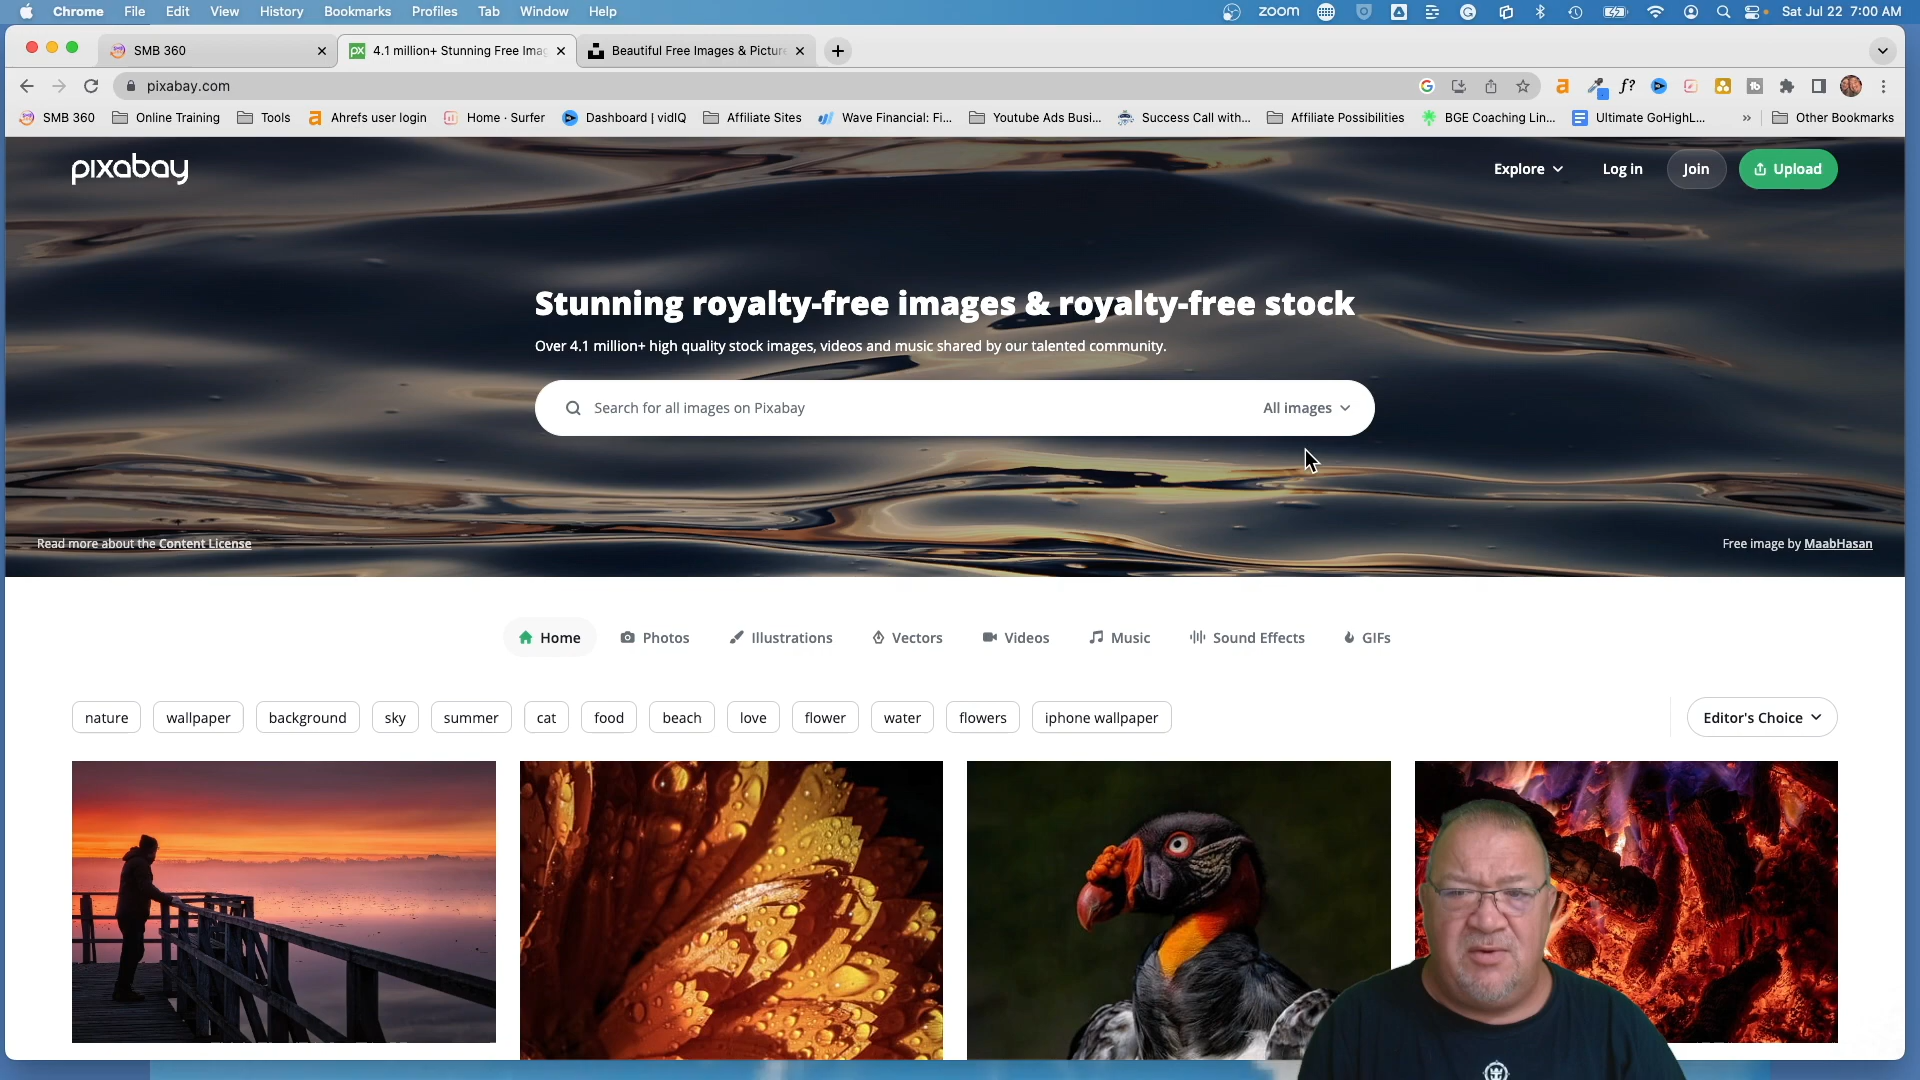 Chrome File Edit View History Bookmarks Profiles Tab Window Help zoom Sat Jul 22 7:00 AM
SMB 360
4.1 million+ Stunning Free Imag
Beautiful Free Images & Picture
pixabay.com
SMB 360 Online Training Tools Ahrefs user login Home · Surfer Dashboard | vidIQ Affiliate Sites Wave Financial: Fi... Youtube Ads Busi... Success Call with... Affiliate Possibilities BGE Coaching Lin... Ultimate GoHighL... » Other Bookmarks
pixabay
Explore Log in Join Upload
Stunning royalty-free images & royalty-free stock
Over 4.1 million+ high quality stock images, videos and music shared by our talented community.
Search for all images on Pixabay All images
Read more about the Content License
Free image by MaabHasan
Home Photos Illustrations Vectors Videos Music Sound Effects GIFs
nature wallpaper background sky summer cat food beach love flower water flowers iphone wallpaper Editor's Choice